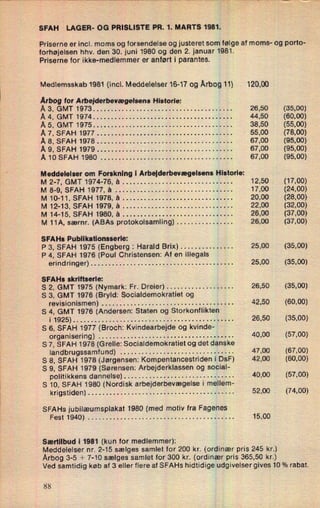 SFAH LAGER- OG PRISLISTE PR. 1. MARTS 1981.
Priserne er incl. moms og forsendelse og justeret som følge af moms- og porto-
forhøjelsen hhv. den 30. juni 1980 og den 2. januar 1981.
Priserne for ikke-medlemmer er anført i parantes.
Medlemsskab 1981 (incl. Meddelelser 16-17 og Årbog 11) 120,00
Årbog for Arbejderbevægelsens Historie:
Å 3, GMT 1973 26,50 (35,00)
Å 4, GMT 1974 44,50 (60,00)
Å 5, GMT 1975 38,50 (55,00)
Å 7, SFAH 1977 55,00 (78,00)
Å 8, SFAH 1978 67,00 (95,00)
Å 9, SFAH 1979 67,00 (95,00)
Å 10 SFAH 1980 67,00 (95,00)
Meddelelser om Forskning i Arbejderbevægelsens Historie:
M 2-7, GMT 1974-76, à 12,50 (17,00)
M 8-9, SFAH 1977, à 17,00 (24,00)
M 10-11, SFAH 1978, à 20,00 (28,00)
M 12-13, SFAH 1979, à 22,00 (32,00)
M 14-15, SFAH 1980, à 26,00 (37,00)
M 11A, særnr. (ABAs protokolsamling) 26,00 (37,00)
SFAHs Publikationsserie:
P 3, SFAH 1975 (Engberg : Harald Brix) 25,00 (35,00)
P 4, SFAH 1976 (Poul Christensen: Af en illegals
erindringer) 25,00 (35,00)
SFAHs skriftserie:
S 2, GMT 1975 (Nymark: Fr. Dreier) 26,50 (35,00)
S 3, GMT 1976 (Bryld: Socialdemokratiet og
revisionismen) 42,50 (60,00)
S 4, GMT 1976 (Andersen: Staten og Storkonflikten
i 1925) 26,50 (35,00)
S 6, SFAH 1977 (Broch: Kvindearbejde og kvinde-
organisering) 40,00 (57,00)
S 7, SFAH 1978 (Grelle: Socialdemokratiet og det danske
landbrugssamfund) 47,00 (67,00)
S 8, SFAH 1978 (Jørgensen: Kompentancestriden i DsF) 42,00 (60,00)
S 9, SFAH 1979 (Sørensen: Arbejderklassen og social-
politikkens dannelse) 40,00 (57,00)
S 10, SFAH 1980 (Nordisk arbejderbevægelse i mellem-
krigstiden) 52,00 (74,00)
SFAHs jubilæumsplakat 1980 (med motiv fra Fagenes
Fest 1940) 15,00
Særtilbud i 1981 (kun for medlemmer):
Meddelelser nr. 2-15 sælges samlet for 200 kr. (ordinær pris 245 kr.)
Årbog 3-5 + 7-10 sælges samlet for 300 kr. (ordinær pris 365,50 kr.)
Ved samtidig køb af 3 eller flere af SFAHs hidtidige udgivelser gives 10 % rabat.
88